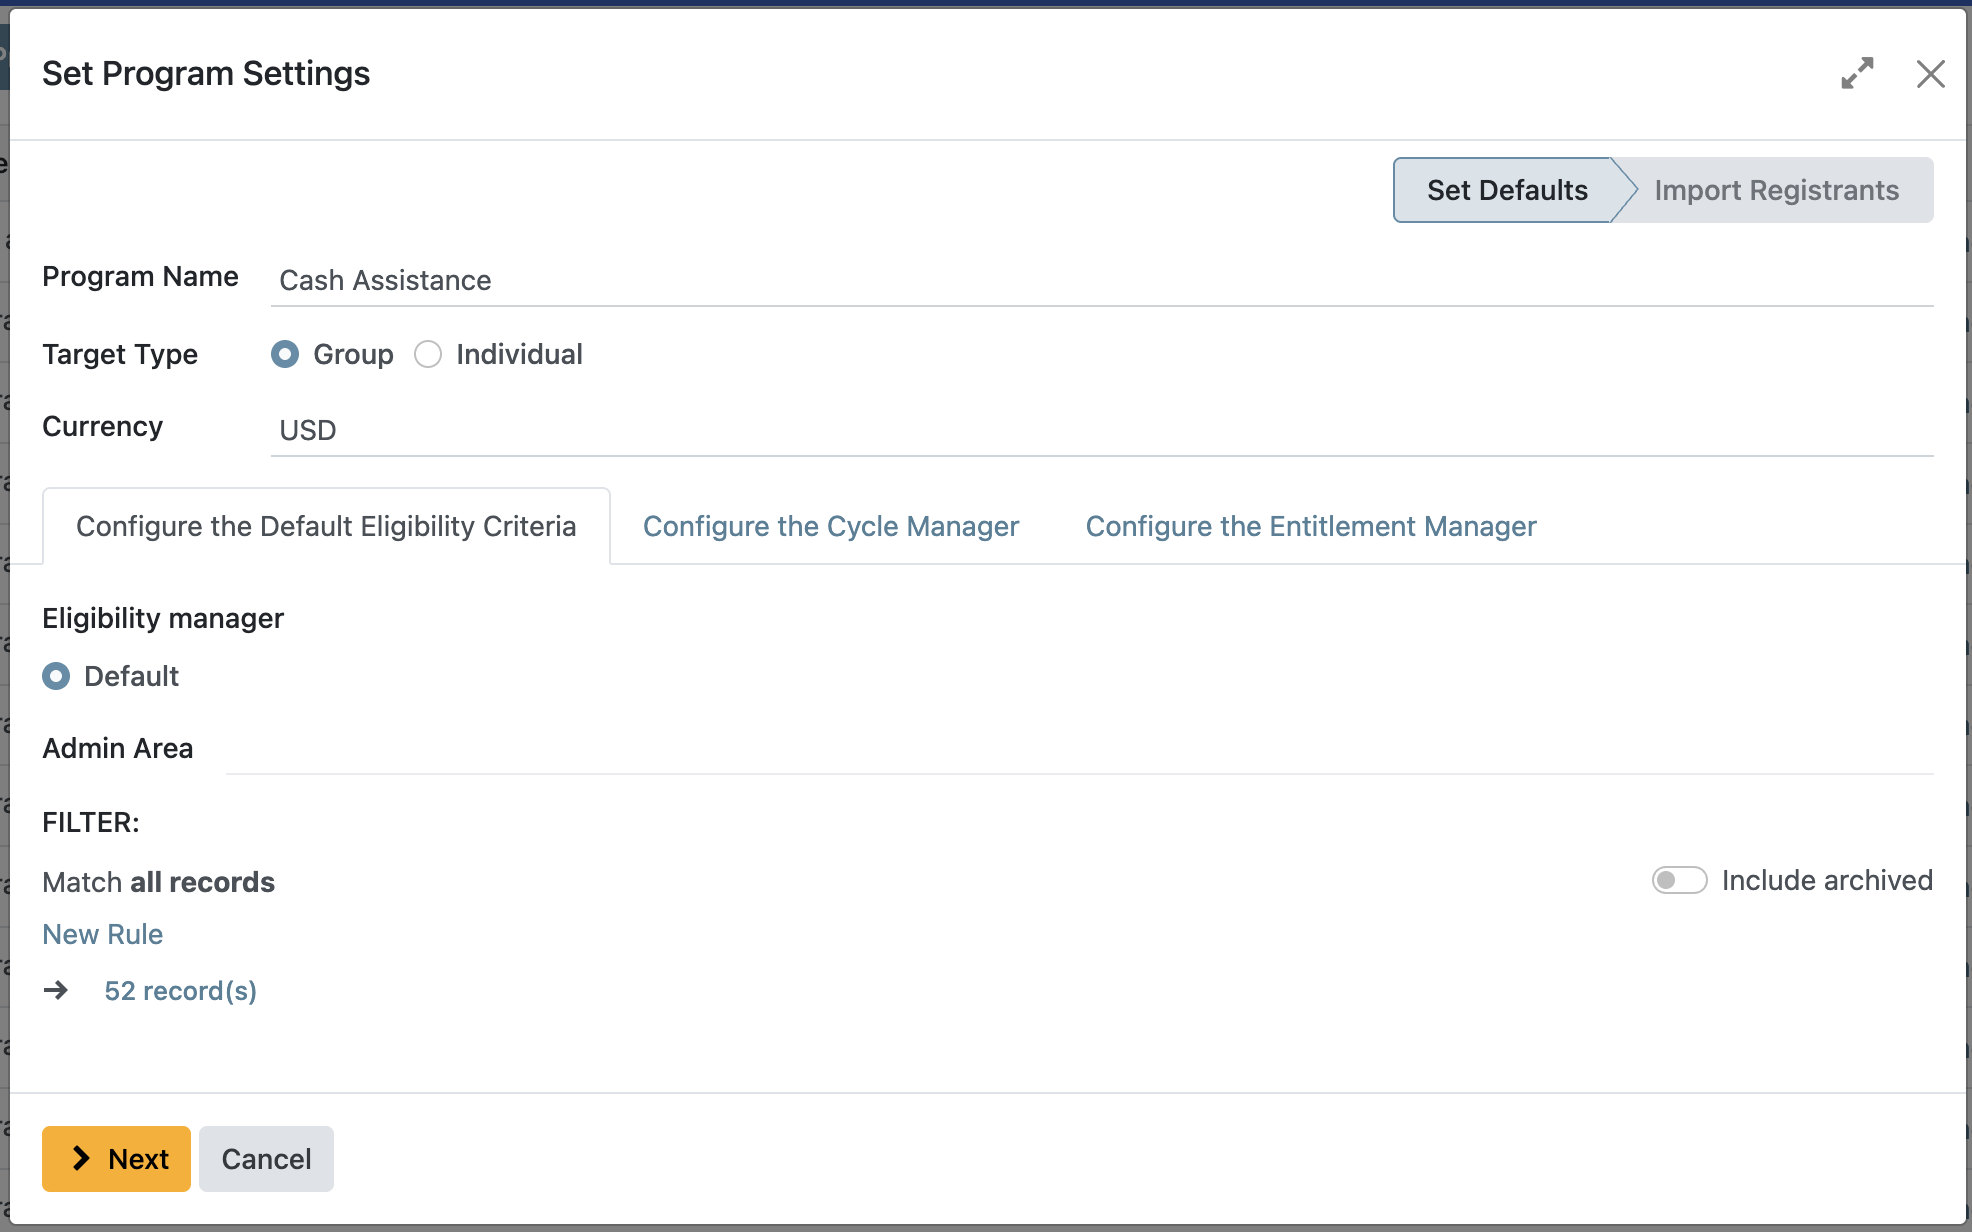 Set Program Settings
Set Defaults
Import Registrants
Program Name
Cash Assistance
Target Type
Group
Individual
Currency
USD
Configure the Default Eligibility Criteria
Configure the Cycle Manager
Configure the Entitlement Manager
Eligibility manager
Default
Admin Area
FILTER:
Match all records
Include archived
New Rule
52 record(s)
Next
Cancel